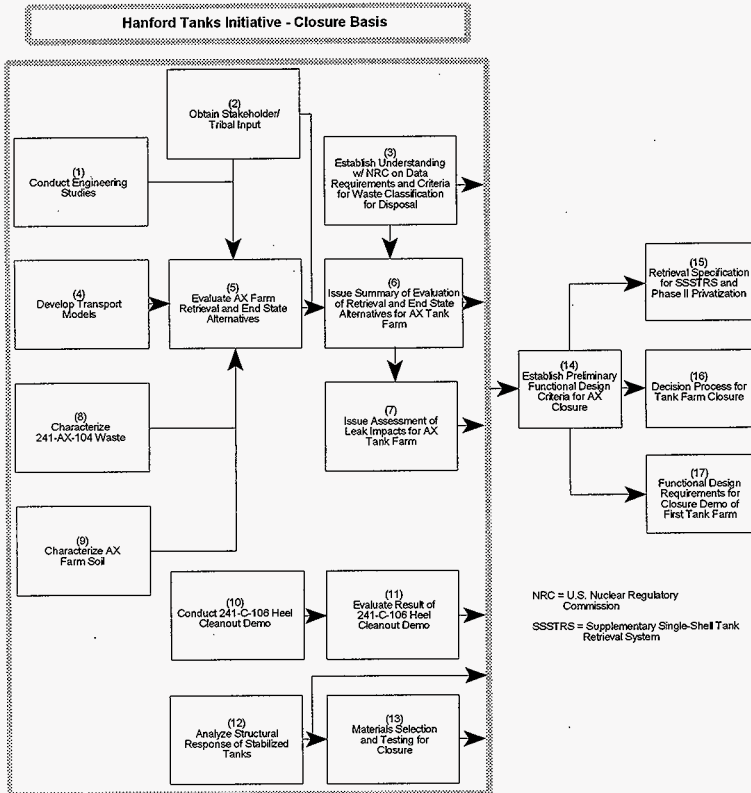 Hanford Tanks Initiative - Closure Basis
(2)
Obtain Stakeholder/
Tribal Input
(1)
Conduct Engineering
Studies
(3)
Establish Understanding
w/ NRC on Data
Requirements and Criteria
for Waste Classification
for Disposal
(4)
Develop Transport
Models
(5)
Evaluate AX Farm
Retrieval and End State
Alternatives
(6)
Issue Summary of Evaluation
of Retrieval and End State
Alternatives for AX Tank
Farm
(15)
Retrieval Specification
for SSSTRS and
Phase II Privatization
(14)
Establish Preliminary
Functional Design
Criteria for AX
Closure
(16)
Decision Process for
Tank Farm Closure
(8)
Characterize
241-AX-104 Waste
(7)
Issue Assessment of
Leak Impacts for AX
Tank Farm
(17)
Functional Design
Requirements for
Closure Demo of
First Tank Farm
(9)
Characterize AX
Farm Soil
(10)
Conduct 241-C-106 Heel
Cleanout Demo
(11)
Evaluate Result of
241-C-106 Heel
Cleanout Demo
NRC = U.S. Nuclear Regulatory
Commission
SSSTRS = Supplementary Single-Shell Tank
Retrieval System
(12)
Analyze Structural
Response of Stabilized
Tanks
(13)
Materials Selection
and Testing for
Closure